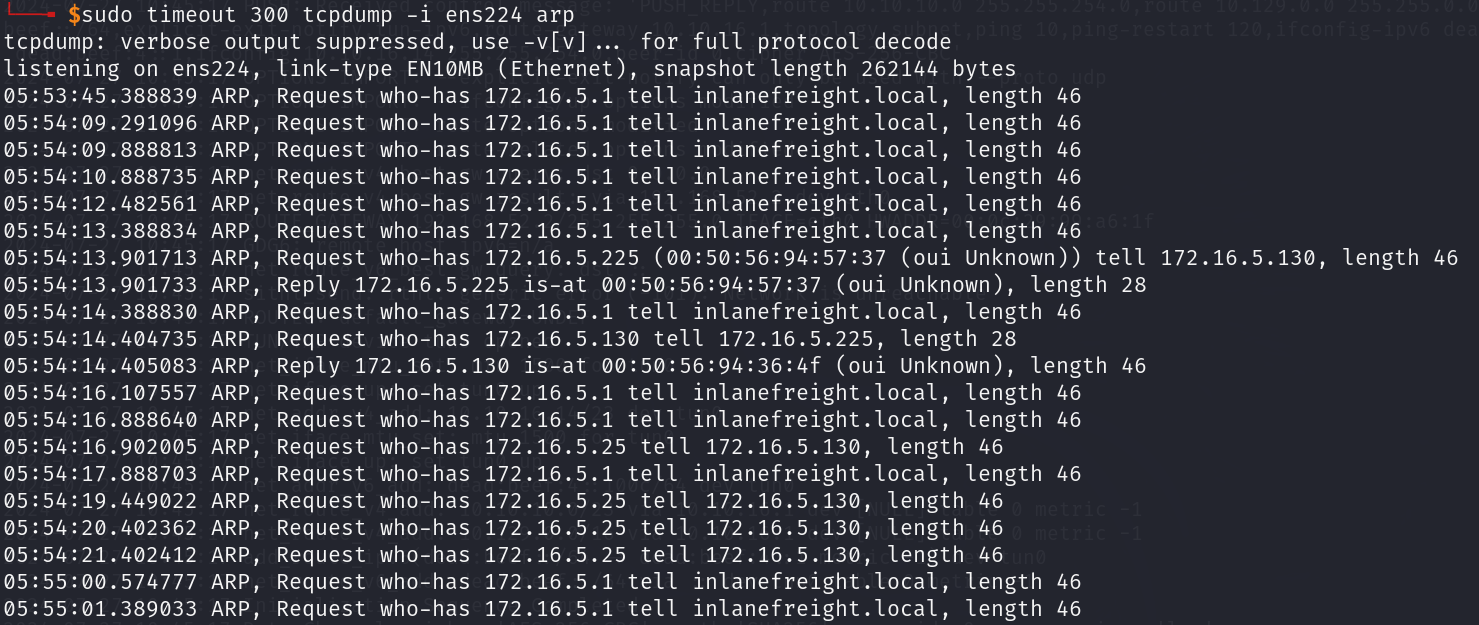 $sudo timeout 300 tcpdump -i ens224 arp
tcpdump: verbose output suppressed, use -v[v]... for full protocol decode
listening on ens224, link-type EN10MB (Ethernet), snapshot length 262144 bytes
05:53:45.388839 ARP, Request who-has 172.16.5.1 tell inlanefreight.local, length 46
05:54:09.291096 ARP, Request who-has 172.16.5.1 tell inlanefreight.local, length 46
05:54:09.888813 ARP, Request who-has 172.16.5.1 tell inlanefreight.local, length 46
05:54:10.888735 ARP, Request who-has 172.16.5.1 tell inlanefreight.local, length 46
05:54:12.482561 ARP, Request who-has 172.16.5.1 tell inlanefreight.local, length 46
05:54:13.388834 ARP, Request who-has 172.16.5.1 tell inlanefreight.local, length 46
05:54:13.901713 ARP, Request who-has 172.16.5.225 (00:50:56:94:57:37 (oui Unknown)) tell 172.16.5.130, length 46
05:54:13.901733 ARP, Reply 172.16.5.225 is-at 00:50:56:94:57:37 (oui Unknown), length 28
05:54:14.388830 ARP, Request who-has 172.16.5.1 tell inlanefreight.local, length 46
05:54:14.404735 ARP, Request who-has 172.16.5.130 tell 172.16.5.225, length 28
05:54:14.405083 ARP, Reply 172.16.5.130 is-at 00:50:56:94:36:4f (oui Unknown), length 46
05:54:16.107557 ARP, Request who-has 172.16.5.1 tell inlanefreight.local, length 46
05:54:16.888640 ARP, Request who-has 172.16.5.1 tell inlanefreight.local, length 46
05:54:16.902005 ARP, Request who-has 172.16.5.25 tell 172.16.5.130, length 46
05:54:17.888703 ARP, Request who-has 172.16.5.1 tell inlanefreight.local, length 46
05:54:19.449022 ARP, Request who-has 172.16.5.25 tell 172.16.5.130, length 46
05:54:20.402362 ARP, Request who-has 172.16.5.25 tell 172.16.5.130, length 46
05:54:21.402412 ARP, Request who-has 172.16.5.25 tell 172.16.5.130, length 46
05:55:00.574777 ARP, Request who-has 172.16.5.1 tell inlanefreight.local, length 46
05:55:01.389033 ARP, Request who-has 172.16.5.1 tell inlanefreight.local, length 46